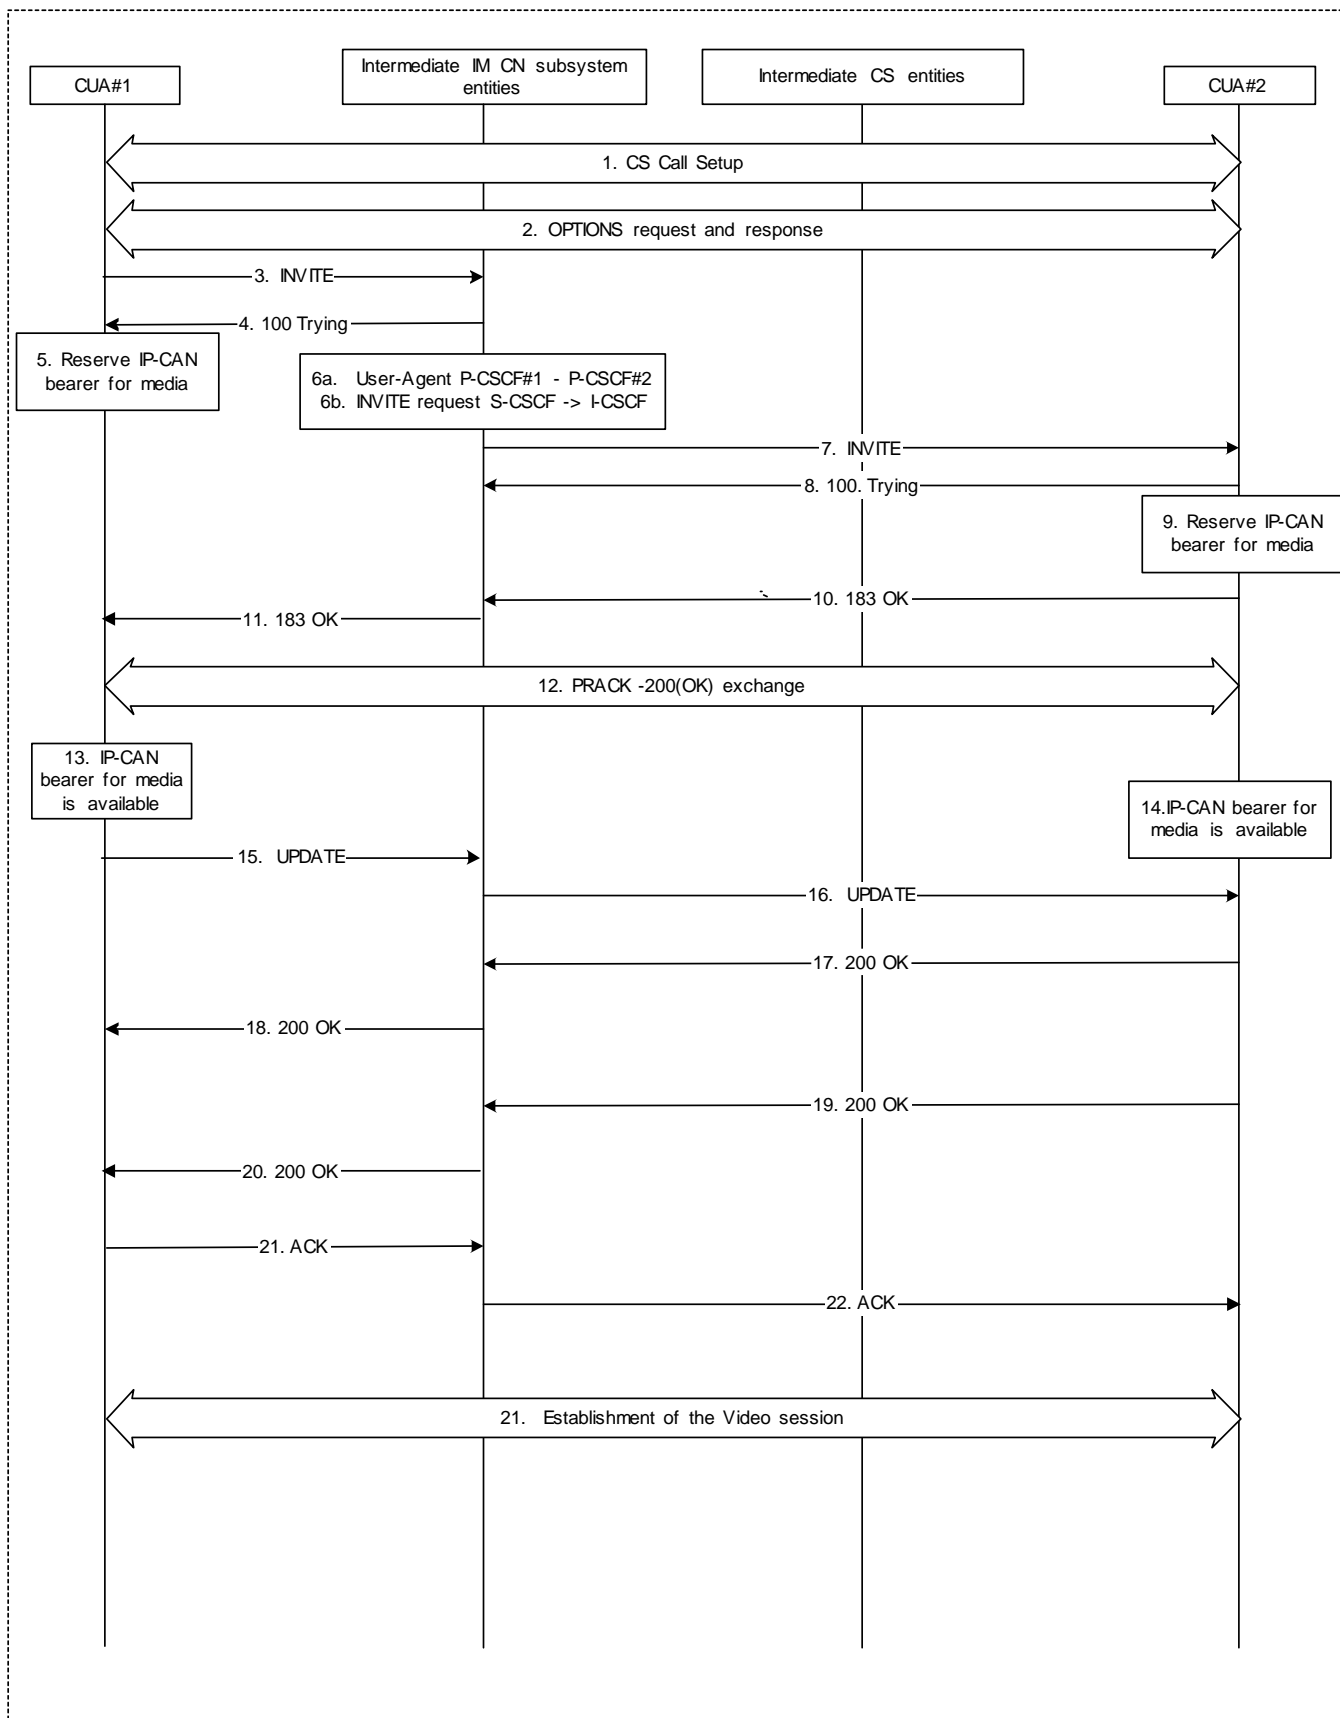 CUA#1
Intermediate IM CN subsystem
entities
Intermediate CS entities
CUA#2
1. CS Call Setup
2. OPTIONS request and response
3. INVITE
4. 100 Trying
5. Reserve IP-CAN
bearer for media
6a. User-Agent P-CSCF#1 - P-CSCF#2
6b. INVITE request S-CSCF -> I-CSCF
7. INVITE
8. 100. Trying
9. Reserve IP-CAN
bearer for media
10. 183 OK
11. 183 OK
12. PRACK -200(OK) exchange
13. IP-CAN
bearer for media
is available
14.IP-CAN bearer for
media is available
15. UPDATE
16. UPDATE
17. 200 OK
18. 200 OK
19. 200 OK
20. 200 OK
21. ACK
22. ACK
21. Establishment of the Video session